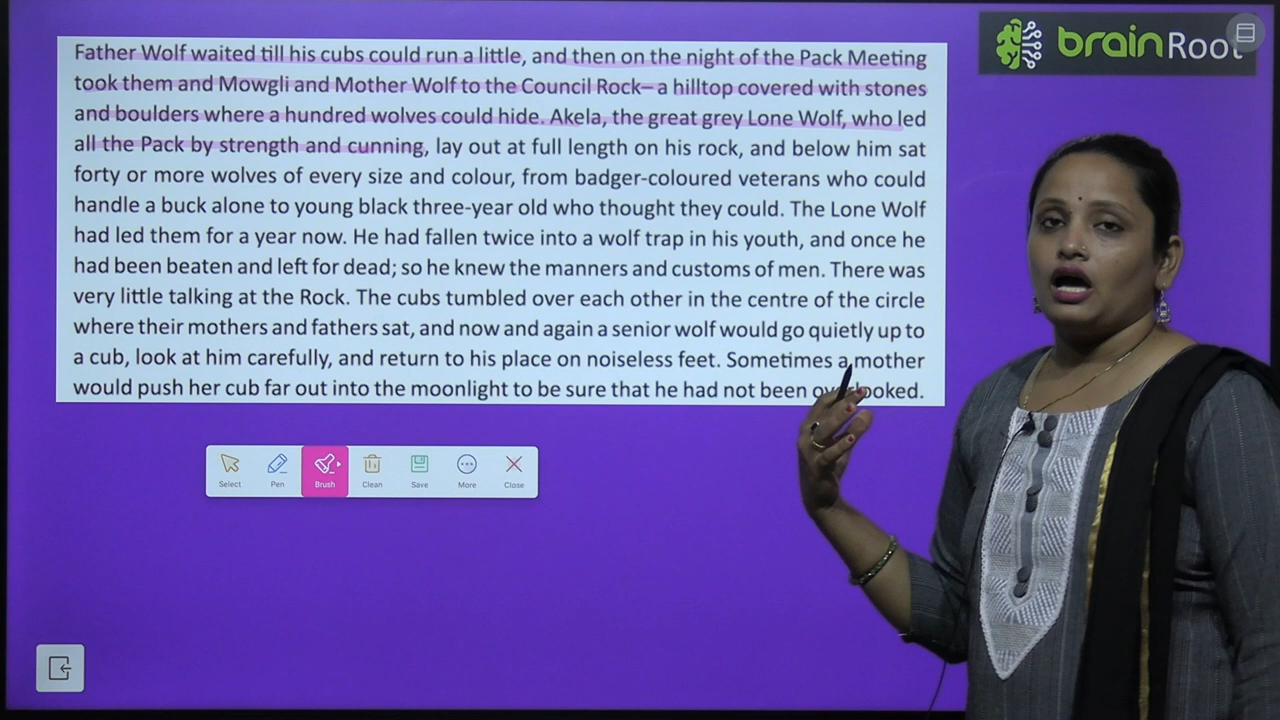 Father Wolf waited till his cubs could run a little, and then on the night of the Pack Meeting
took them and Mowgli and Mother Wolf to the Council Rock– a hilltop covered with stones
and boulders where a hundred wolves could hide. Akela, the great grey Lone Wolf, who led
all the Pack by strength and cunning, lay out at full length on his rock, and below him sat
forty or more wolves of every size and colour, from badger-coloured veterans who could
handle a buck alone to young black three-year old who thought they could. The Lone Wolf
had led them for a year now. He had fallen twice into a wolf trap in his youth, and once he
had been beaten and left for dead; so he knew the manners and customs of men. There was
very little talking at the Rock. The cubs tumbled over each other in the centre of the circle
where their mothers and fathers sat, and now and again a senior wolf would go quietly up to
a cub, look at him carefully, and return to his place on noiseless feet. Sometimes a mother
would push her cub far out into the moonlight to be sure that he had not been overlooked.
brainRoot
Select Pen Brush Clean Save More Close